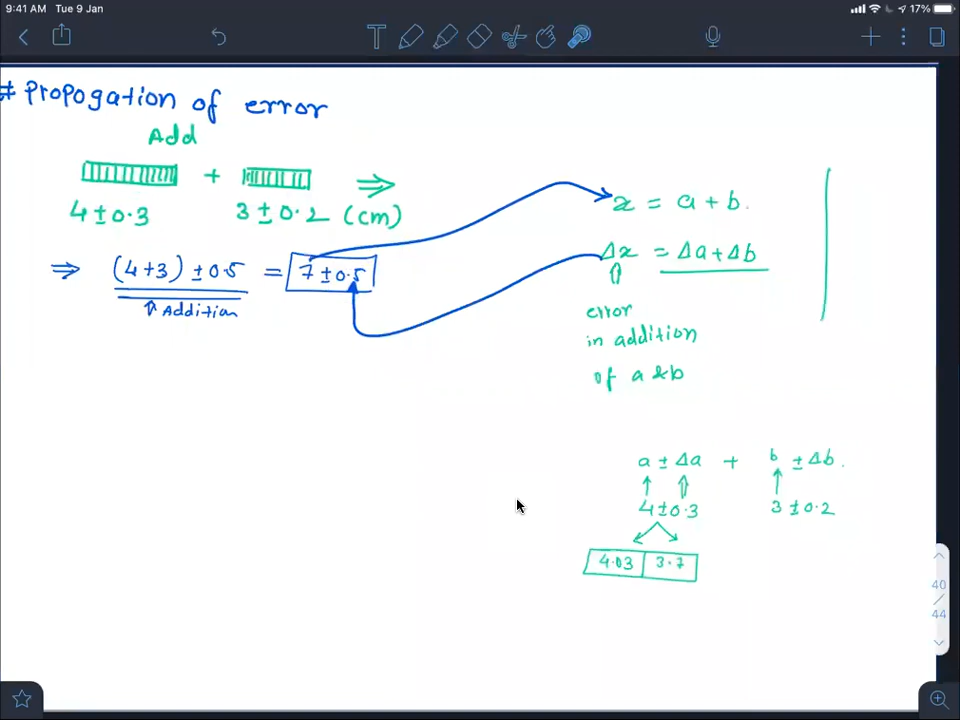 9:41 AM Tue 9 Jan
17%
# Propogation of error
Add
+ ⇒
4 ± 0.3 3 ± 0.2 (cm)
⇒ (4+3) ± 0.5 = 7 ± 0.5
↑ Addition
x = a + b.
Δx = Δa + Δb
⇑
error
in addition
of a & b
a ± Δa + b ± Δb.
↑ ⇑ ↑
4 ± 0.3 3 ± 0.2
4.03 3.7
40
/
44